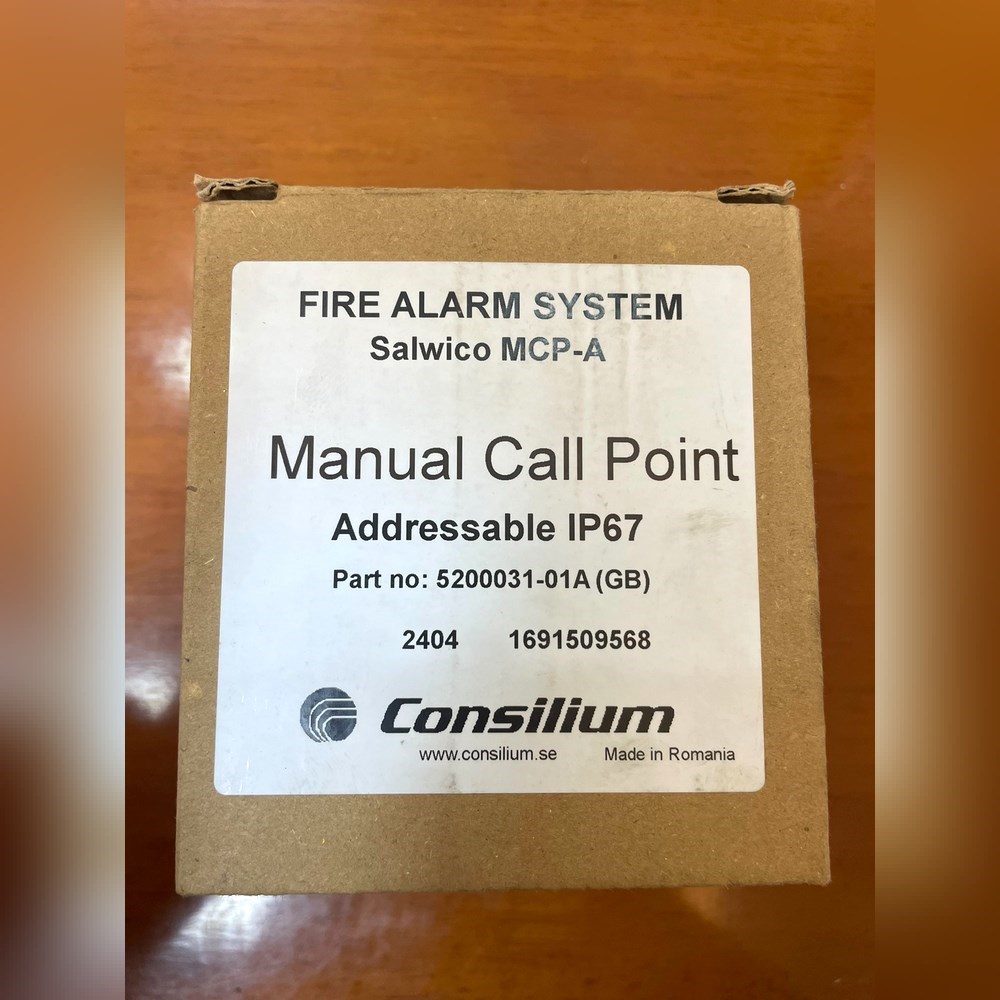 FIRE ALARM SYSTEM
Salwico MCP-A
Manual Call Point
Addressable IP67
Part no: 5200031-01A (GB)
2404 1691509568
Consilium
www.consilium.se Made in Romania